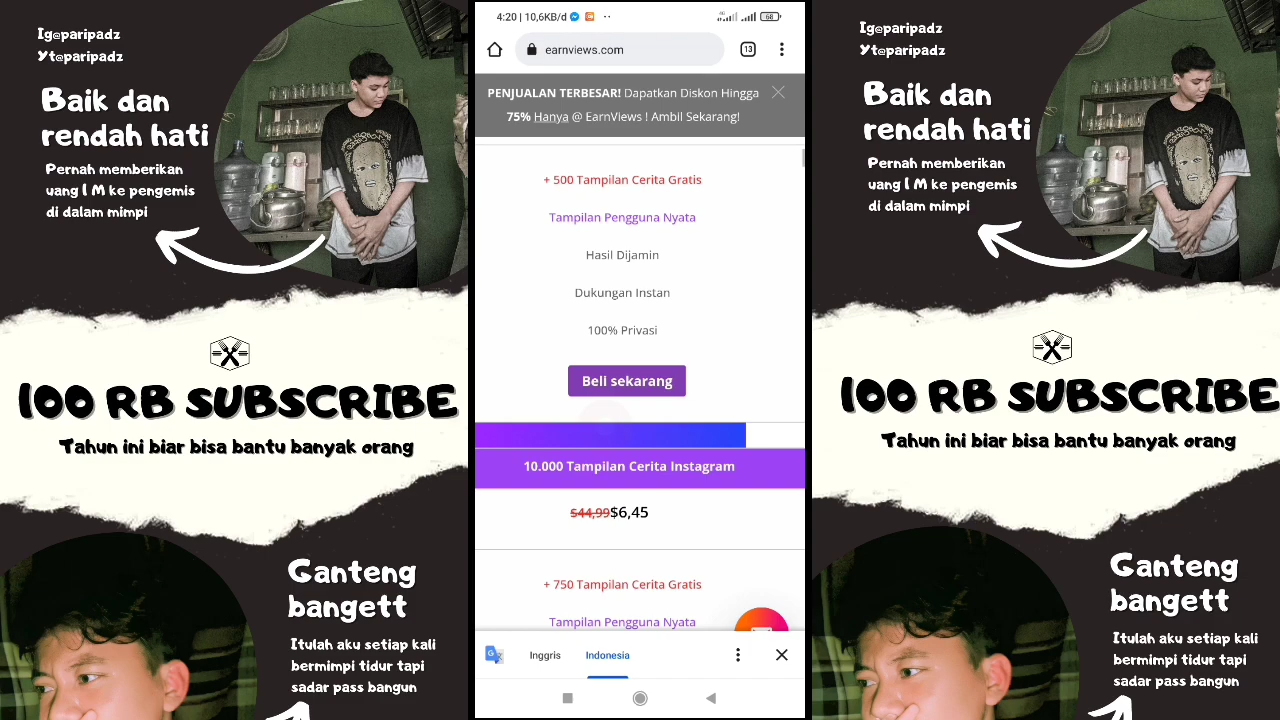 Ig@paripadz
Yt@paripadz
Baik dan
rendah hati
Pernah memberikan
uang 1 M ke pengemis
di dalam mimpi
100 RB SUBSCRIBE
Tahun ini biar bisa bantu banyak orang
Ganteng
bangett
Itulah aku setiap kali
bermimpi tidur tapi
sadar pass bangun
4:20 | 10,6KB/d
68
earnviews.com
13
PENJUALAN TERBESAR! Dapatkan Diskon Hingga
75% Hanya @ EarnViews ! Ambil Sekarang!
+ 500 Tampilan Cerita Gratis
Tampilan Pengguna Nyata
Hasil Dijamin
Dukungan Instan
100% Privasi
Bell sekarang
10.000 Tampilan Cerita Instagram
$44,99$6,45
+ 750 Tampilan Cerita Gratis
Tampilan Pengguna Nyata
Inggris
Indonesia
Ig@paripadz
Yt@paripadz
Baik dan
rendah hati
Pernah memberikan
uang 1 M ke pengemis
di dalam mimpi
100 RB SUBSCRIBE
Tahun ini biar bisa bantu banyak orang
Ganteng
bangett
Itulah aku setiap kali
bermimpi tidur tapi
sadar pass bangun